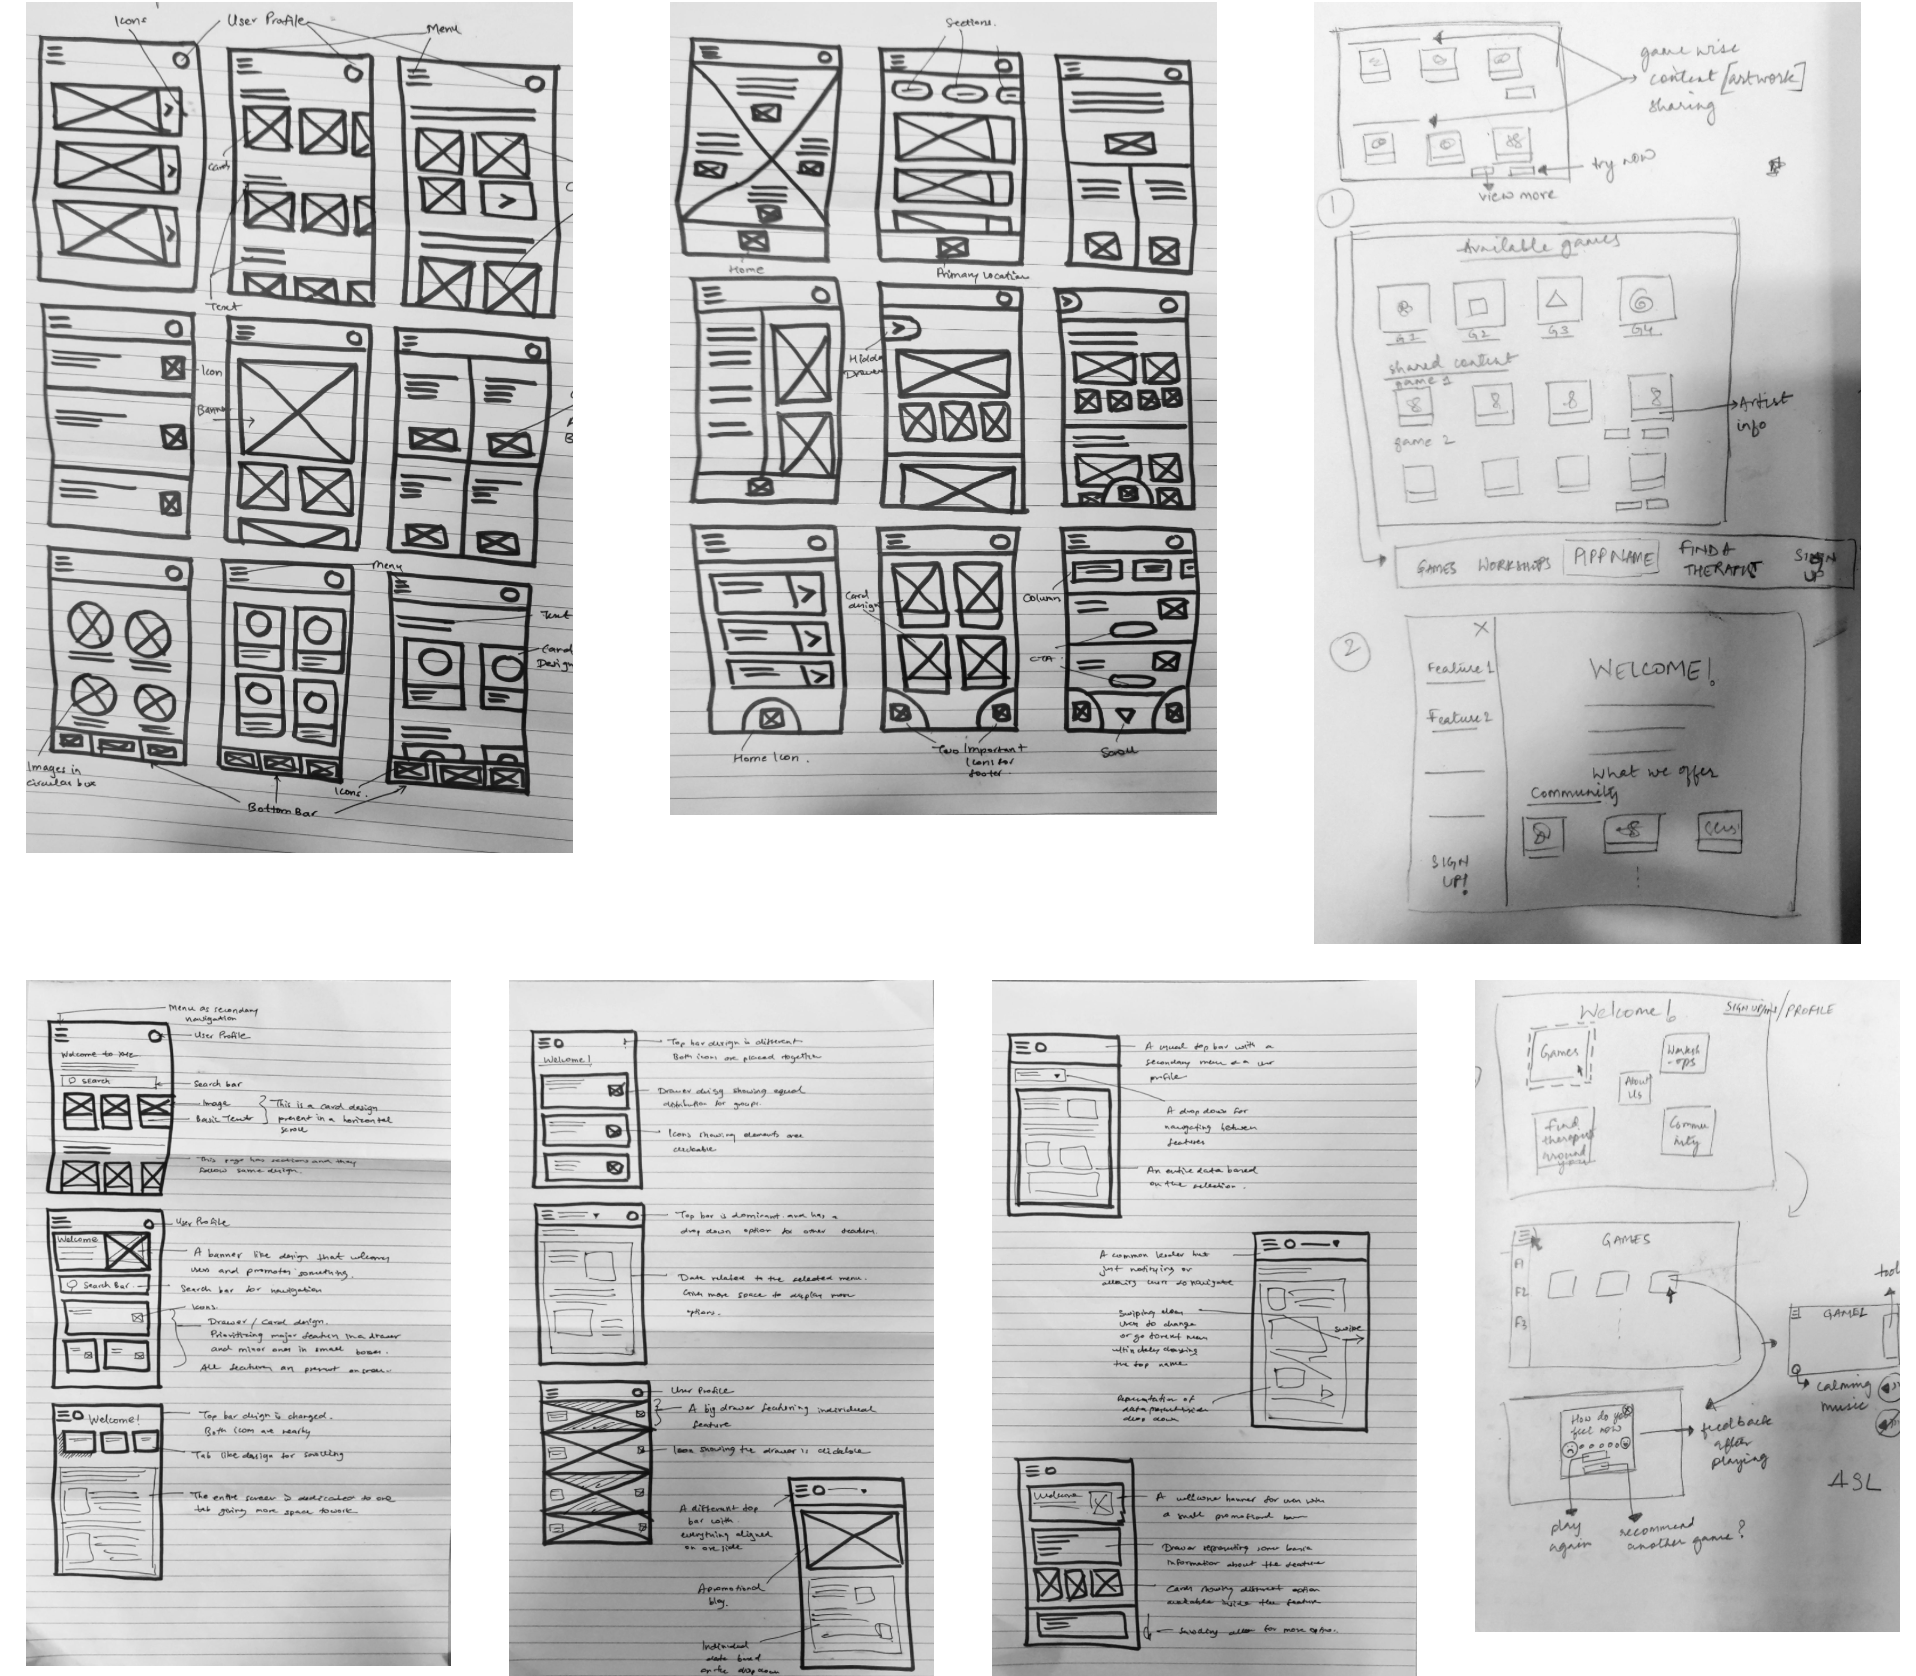 Icons
User Profile
Menu
Cards
Text
Icon
Banner
Menu
Text
Card
Design
Images in
circular box
Bottom Bar
Icons.
Sections.
Home
Primary Location
Hidden
Drawer
Card
design
Column
CTA
Home Icon.
Two Important
Icons for
footer
Scroll
game wise
content [artwork]
sharing
try now
view more
1
Available games
G1
G2
G3
G4
shared content
game 1
Artist
info
game 2
GAMES
WORKSHOPS
APP NAME
FIND A
THERAPIST
SIGN
UP
2
X
Feature 1
Feature 2
SIGN
UP!
WELCOME!
What we offer
Community
Menu as secondary
navigation
User Profile
Welcome to
Search
Search bar
Image
Basic Text
This is a card design
present in a horizontal
scroll
This page has sections and they
follow same design.
User Profile
Welcome
A banner like design that welcomes
users and promotes something.
Search Bar
Search bar for navigation
Icons.
Drawer / Card design.
Prioritizing major feature in a drawer
and minor ones in small boxes.
All features are present on screen.
Welcome!
Top bar design is changed.
Both icons are nearby
Tab like design for scrolling
The entire screen is dedicated to one
tab giving more space to work.
Welcome!
Top bar design is different
Both icons are placed together
Drawer design showing equal
distribution for groups.
Icons showing elements are
clickable
Top bar is dominant and has a
drop down option for other headers.
Data related to the selected menu.
Gives more space to display more
options.
User Profile
A big drawer featuring individual
feature
Icon showing the drawer is clickable
A different top
bar with
everything aligned
on one side
A promotional
blog.
Individual
data based
on the drop down
A usual top bar with a
secondary menu and a user
profile
A drop down for
navigating between
features
An entire data based
on the selection.
A common header but
just notifying or
allowing users to navigate
Swiping allows
users to change
or go to next menu
ultimately changing
the top name
swipe
Representation of
data
drop down
Welcome
A welcome banner for user with
a small promotional banner
Drawer representing some basic
information about the feature
Cards showing different option
available inside the feature
Scrolling for more options.
Welcome!
SIGN UP / PROFILE
Games
Worksh
-ops
About
Us
Find
therapist
around
you
Commu
nity
GAMES
F1
F2
F3
tool
GAME 1
calming
music
How do you
feel now
feedback
after
playing
ASL
play
again
recommend
another game?